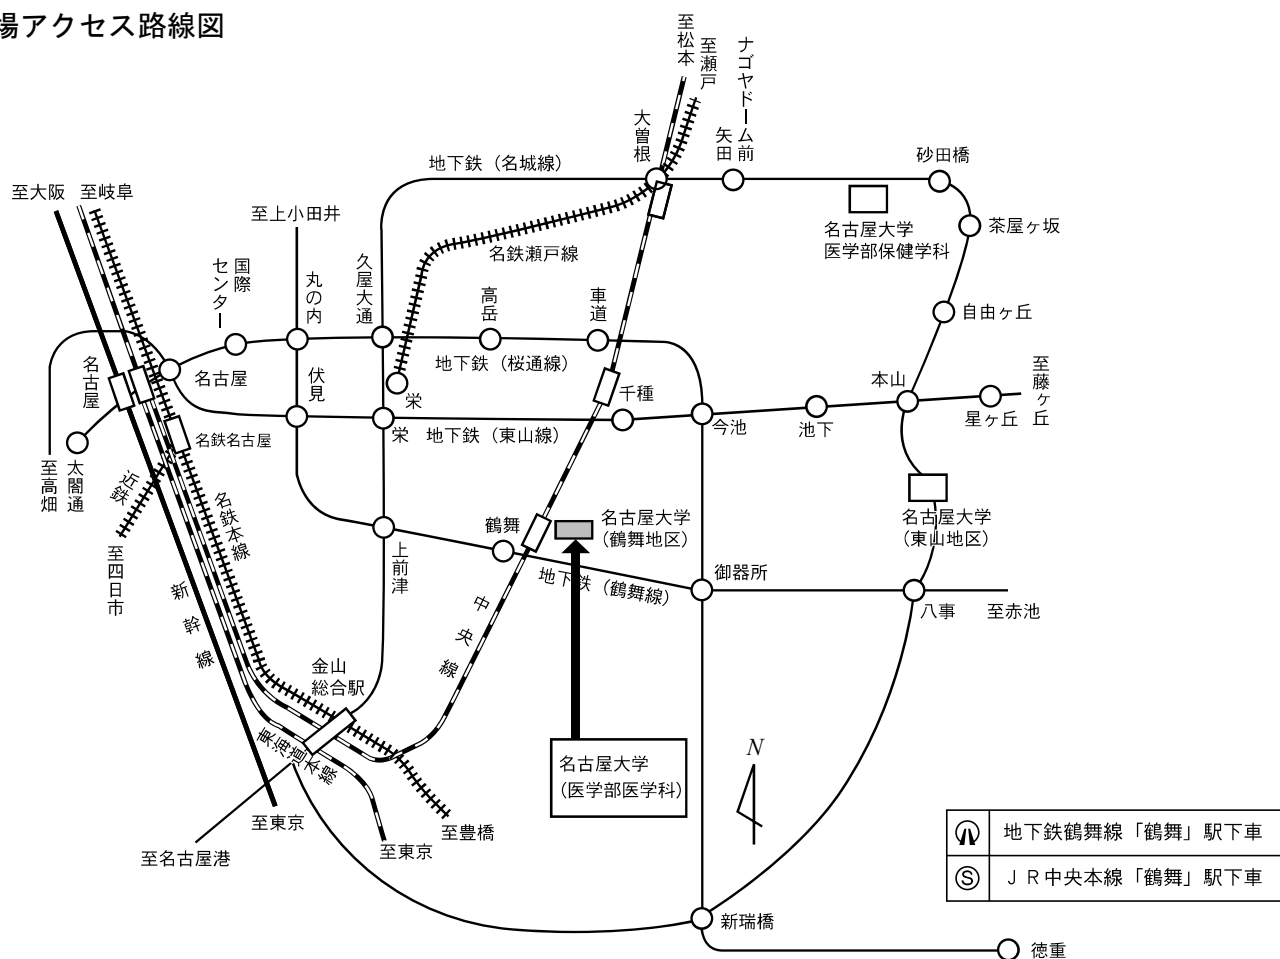 場アクセス路線図
至松本
至瀬戸
ナゴヤドーム前
矢田
大曽根
地下鉄（名城線）
砂田橋
至大阪
至岐阜
至上小田井
名古屋大学
医学部保健学科
茶屋ヶ坂
名鉄瀬戸線
国際
センター
丸の内
久屋大通
高岳
車道
自由ヶ丘
名古屋
名古屋
地下鉄（桜通線）
伏見
栄
千種
本山
至藤ヶ丘
星ヶ丘
名鉄名古屋
栄
地下鉄（東山線）
今池
池下
至高畑
太閤通
近鉄
名鉄本線
至四日市
鶴舞
名古屋大学
（鶴舞地区）
名古屋大学
（東山地区）
上前津
地下鉄（鶴舞線）
御器所
八事
至赤池
新幹線
中央線
金山
総合駅
東海道本線
名古屋大学
（医学部医学科）
N
至東京
至名古屋港
至東京
至豊橋
地下鉄鶴舞線「鶴舞」駅下車
Ⓢ ＪＲ中央本線「鶴舞」駅下車
新瑞橋
徳重